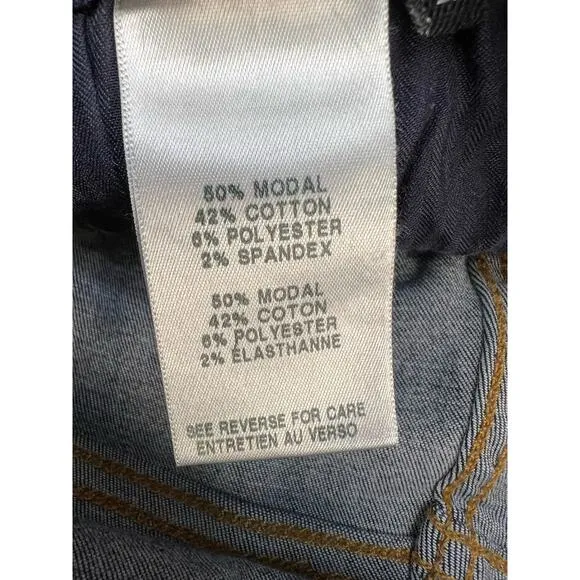 50% MODAL
42% COTTON
6% POLYESTER
2% SPANDEX
50% MODAL
42% COTON
6% POLYESTER
2% ÉLASTHANNE
SEE REVERSE FOR CARE
ENTRETIEN AU VERSO